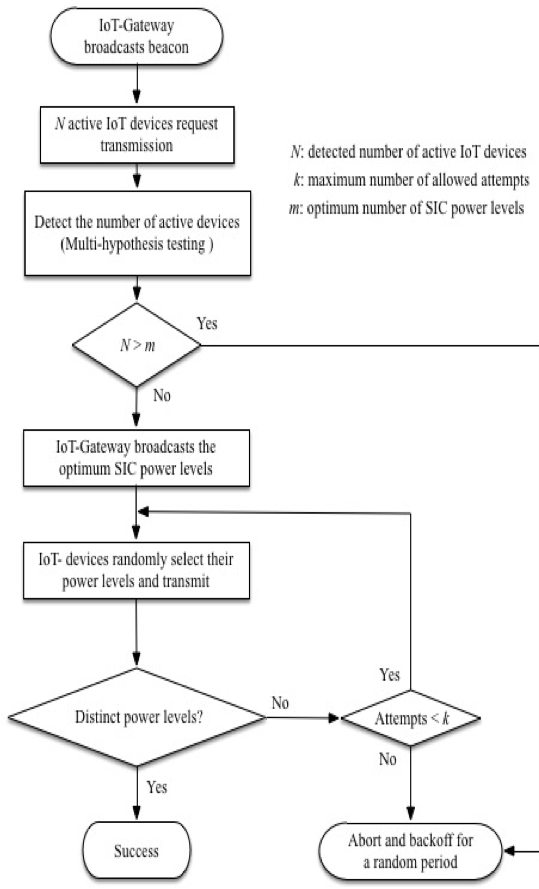 IoT-Gateway
broadcasts beacon
N active IoT devices request
transmission
N: detected number of active IoT devices
k: maximum number of allowed attempts
m: optimum number of SIC power levels
Detect the number of active devices
(Multi-hypothesis testing )
Yes
N > m
No
IoT-Gateway broadcasts the
optimum SIC power levels
IoT- devices randomly select their
power levels and transmit
Yes
No
Distinct power levels?
Attempts < k
No
Yes
Success
Abort and backoff for
a random period